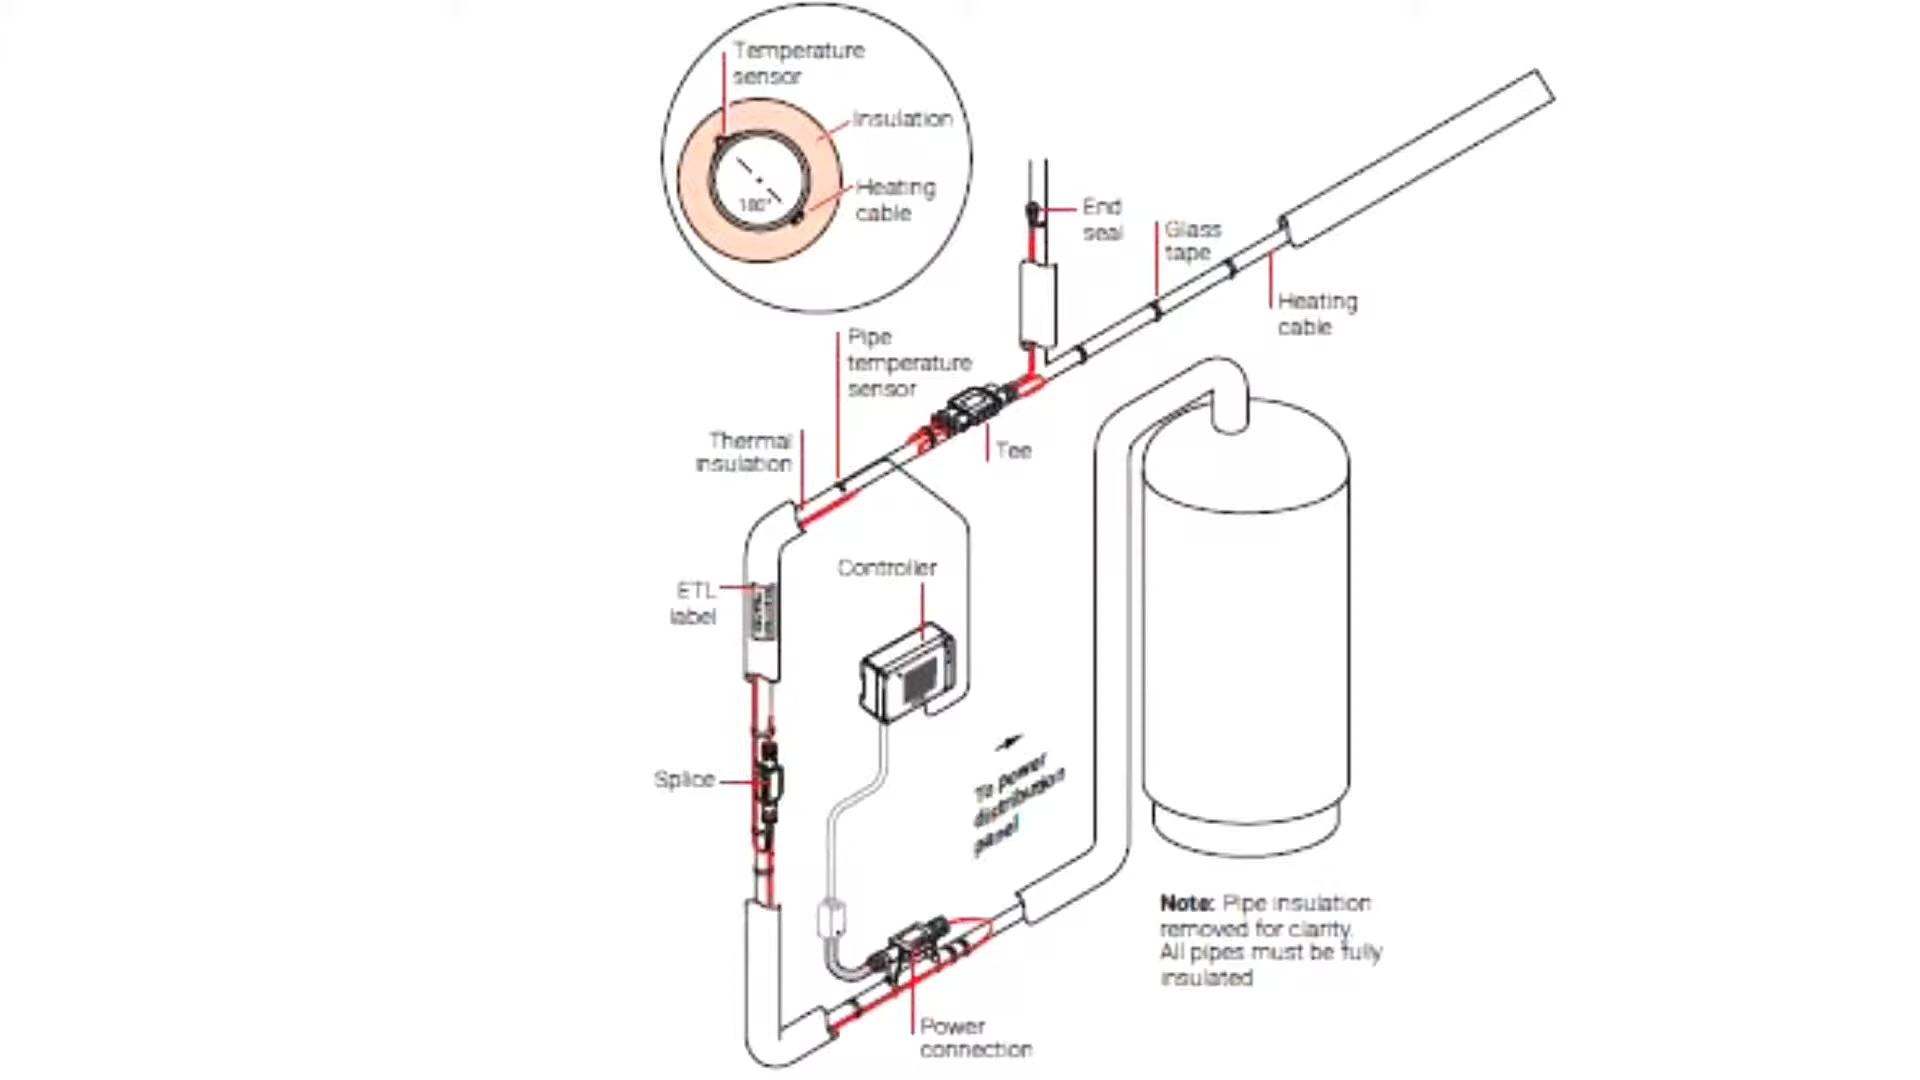 Temperature
sensor
Insulation
Heating
cable
180°
End
seal
Glass
tape
Heating
cable
Pipe
temperature
sensor
Tee
Thermal
insulation
Controller
ETL
label
Splice
To power
distribution
panel
Note: Pipe insulation
removed for clarity.
All pipes must be fully
insulated
Power
connection